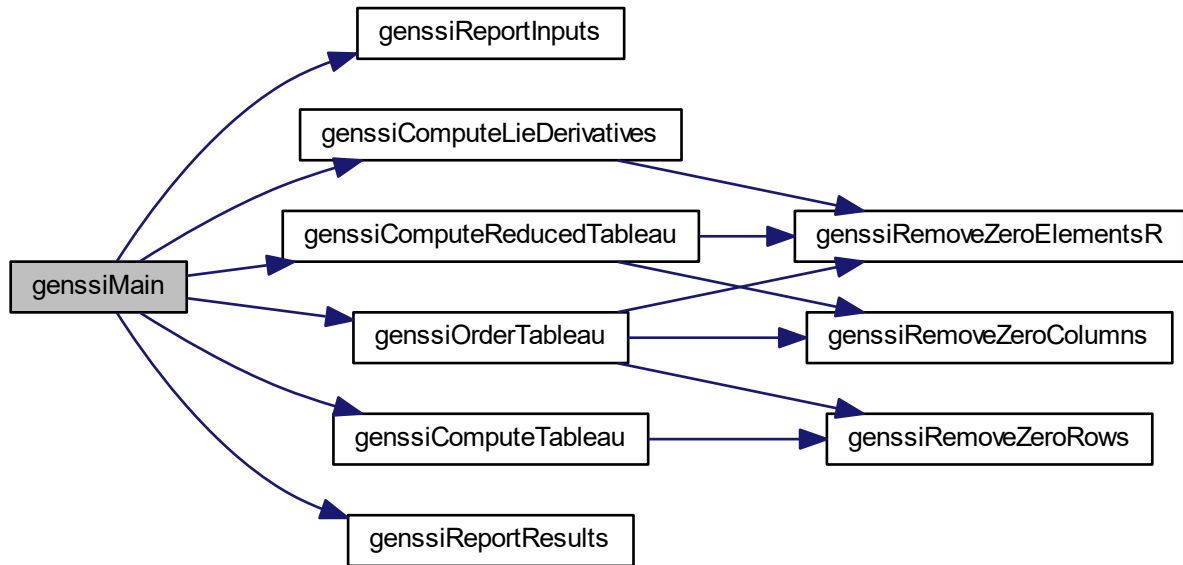 genssiReportInputs
genssiComputeLieDerivatives
genssiComputeReducedTableau
genssiRemoveZeroElementsR
genssiMain
genssiOrderTableau
genssiRemoveZeroColumns
genssiComputeTableau
genssiRemoveZeroRows
genssiReportResults